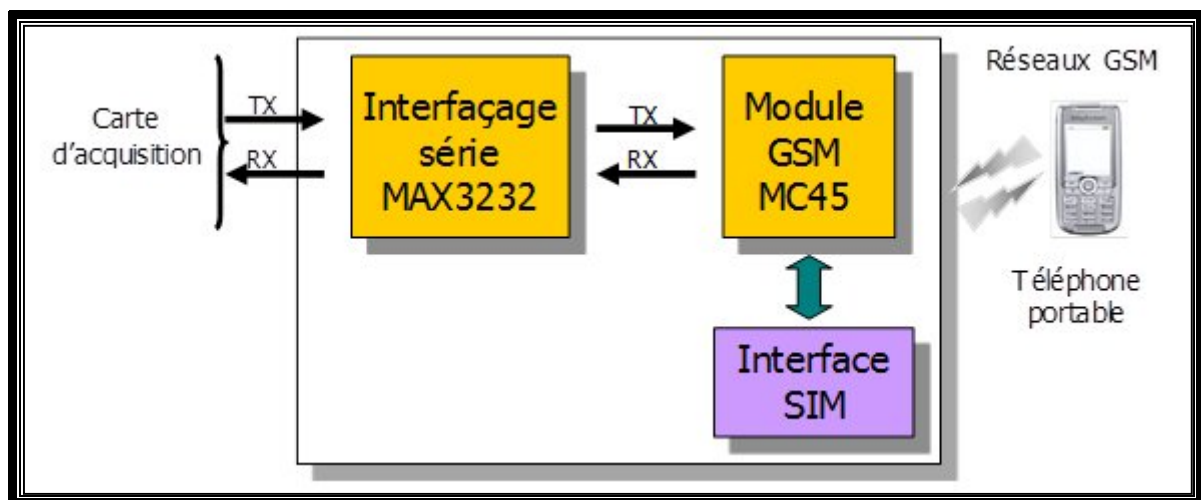 Réseaux GSM
Carte
d'acquisition
TX
RX
Interfaçage
série
MAX3232
TX
RX
Module
GSM
MC45
Téléphone
portable
Interface
SIM